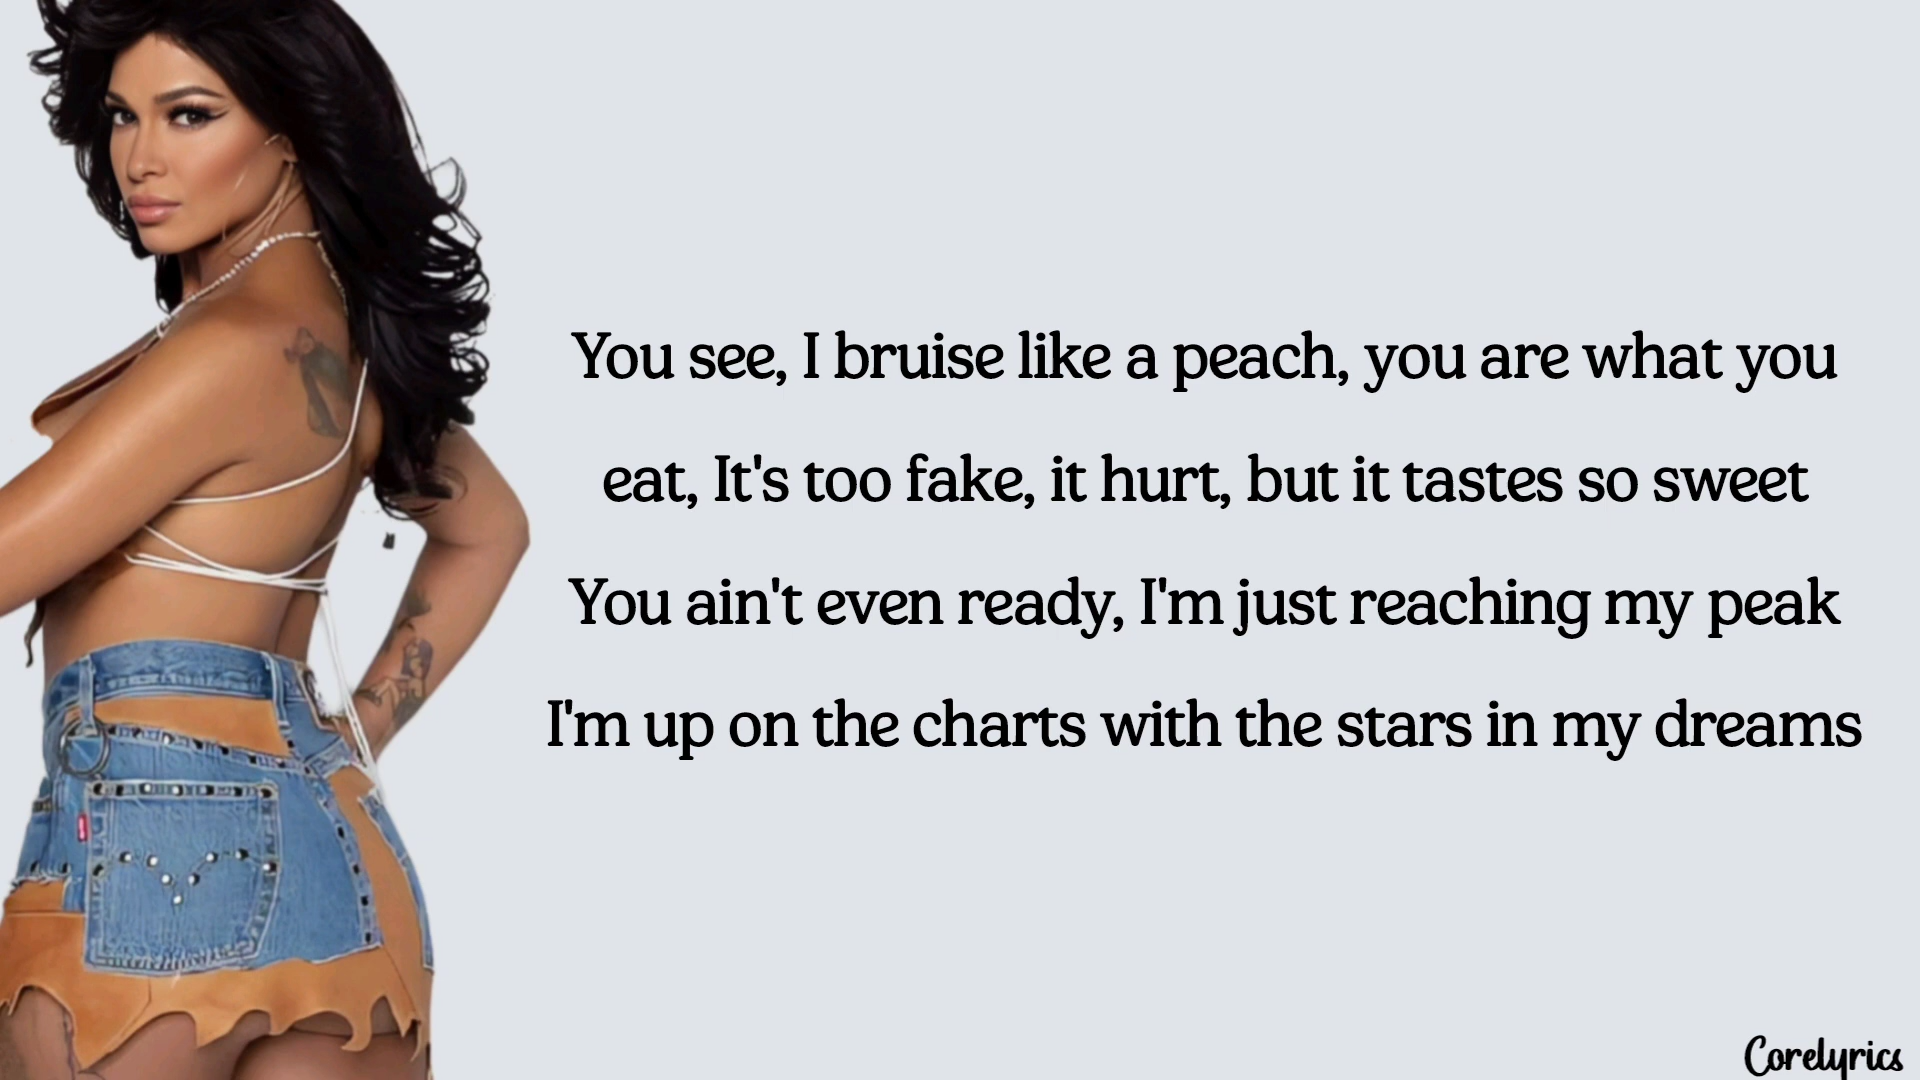 You see, I bruise like a peach, you are what you
eat, It's too fake, it hurt, but it tastes so sweet
You ain't even ready, I'm just reaching my peak
I'm up on the charts with the stars in my dreams
Corelyrics